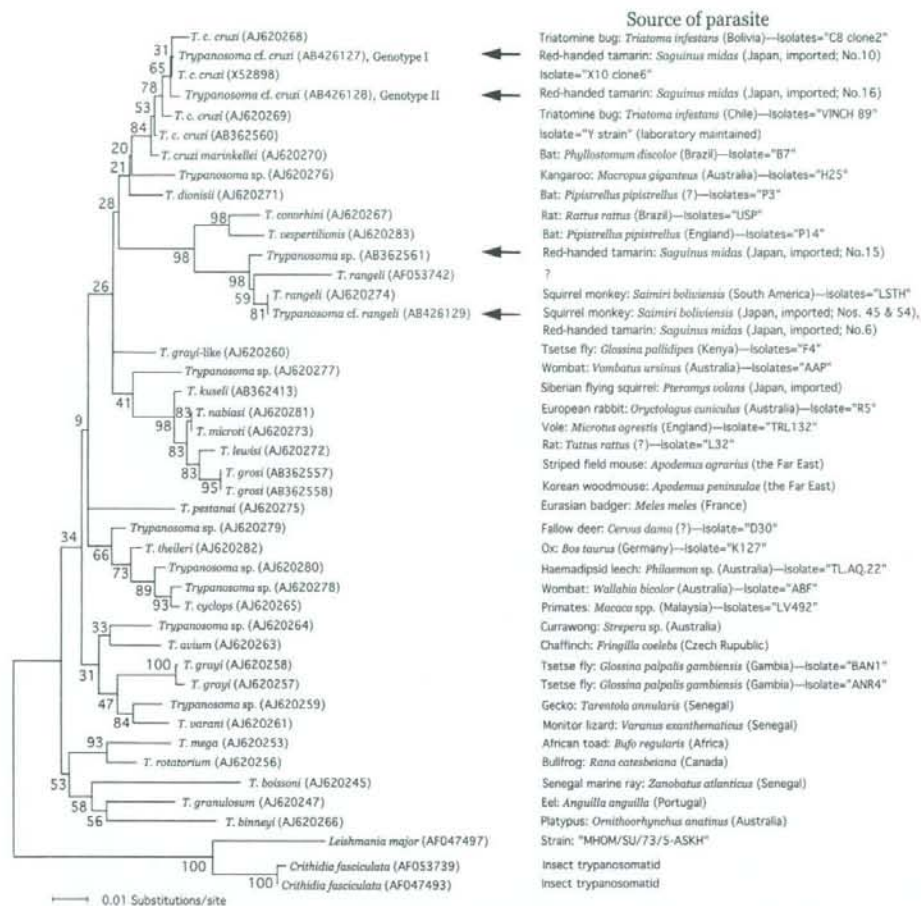 Source of parasite
T. c. cruzi (AJ620268) Triatomine bug: Triatoma infestans (Bolivia)—Isolates="C8 clone2"
31 Trypanosoma cf. cruzi (AB426127), Genotype I Red-handed tamarin: Saguinus midas (Japan, imported; No.10)
65 T. c. cruzi (X52898) Isolate="X10 clone6"
78 Trypanosoma cf. cruzi (AB426128), Genotype II Red-handed tamarin: Saguinus midas (Japan, imported; No.16)
53 T. c. cruzi (AJ620269) Triatomine bug: Triatoma infestans (Chile)—Isolates="VINCH 89"
84 T. c. cruzi (AB362560) Isolate="Y strain" (laboratory maintained)
20 T. cruzi marinkellei (AJ620270) Bat: Phyllostomum discolor (Brazil)—Isolate="B7"
21 Trypanosoma sp. (AJ620276) Kangaroo: Macropus giganteus (Australia)—Isolate="H25"
T. dionisii (AJ620271) Bat: Pipistrellus pipistrellus (?)—Isolate="P3"
28
98 T. conorhini (AJ620267) Rat: Rattus rattus (Brazil)—Isolates="USP"
T. vespertilionis (AJ620283) Bat: Pipistrellus pipistrellus (England)—Isolates="P14"
98 Trypanosoma sp. (AB362561) Red-handed tamarin: Saguinus midas (Japan, imported; No.15)
98 T. rangeli (AF053742) ?
26 59 T. rangeli (AJ620274) Squirrel monkey: Saimiri boliviensis (South America)—Isolates="LSTH"
81 Trypanosoma cf. rangeli (AB426129) Squirrel monkey: Saimiri boliviensis (Japan, imported; Nos. 45 & 54),
Red-handed tamarin: Saguinus midas (Japan, imported; No.6)
T. grayi-like (AJ620260) Tsetse fly: Glossina pallidipes (Kenya)—Isolates="F4"
Trypanosoma sp. (AJ620277) Wombat: Vombatus ursinus (Australia)—Isolates="AAP"
41 T. kuseli (AB362413) Siberian flying squirrel: Pteramys volans (Japan, imported)
9 98 83 T. nabiasi (AJ620281) European rabbit: Oryctolagus cuniculus (Australia)—Isolate="R5"
T. microti (AJ620273) Vole: Microtus agrestis (England)—Isolate="TRL132"
83 T. lewisi (AJ620272) Rat: Tuttus rattus (?)—Isolate="L32"
83 T. grosi (AB362557) Striped field mouse: Apodemus agrarius (the Far East)
95 T. grosi (AB362558) Korean woodmouse: Apodemus peninsulae (the Far East)
T. pestanai (AJ620275) Eurasian badger: Meles meles (France)
34 Trypanosoma sp. (AJ620279) Fallow deer: Cervus dama (?)—Isolate="D30"
66 T. theileri (AJ620282) Ox: Bos taurus (Germany)—Isolate="K127"
73 Trypanosoma sp. (AJ620280) Haemadipsid leech: Philaemon sp. (Australia)—Isolate="TL.AQ.22"
89 Trypanosoma sp. (AJ620278) Wombat: Wallabia bicolor (Australia)—Isolate="ABF"
93 T. cyclops (AJ620265) Primates: Macaca spp. (Malaysia)—Isolates="LV492"
33 Trypanosoma sp. (AJ620264) Currawong: Strepera sp. (Australia)
T. avium (AJ620263) Chaffinch: Fringilla coelebs (Czech Rupublic)
31 100 T. grayi (AJ620258) Tsetse fly: Glossina palpalis gambiensis (Gambia)—Isolate="BAN1"
T. grayi (AJ620257) Tsetse fly: Glossina palpalis gambiensis (Gambia)—Isolate="ANR4"
47 Trypanosoma sp. (AJ620259) Gecko: Tarentola annularis (Senegal)
84 T. varani (AJ620261) Monitor lizard: Varanus exanthematicus (Senegal)
93 T. mega (AJ620253) African toad: Bufo regularis (Africa)
T. rotatorium (AJ620256) Bullfrog: Rana catesbeiana (Canada)
53 T. boissoni (AJ620245) Senegal marine ray: Zanobatus atlanticus (Senegal)
58 T. granulosum (AJ620247) Eel: Anguilla anguilla (Portugal)
56 T. binneyi (AJ620266) Platypus: Ornithoorhynchus anatinus (Australia)
Leishmania major (AF047497) Strain: "MHOM/SU/73/5-ASKH"
100 Crithidia fasciculata (AF053739) Insect trypanosomatid
100 Crithidia fasciculata (AF047493) Insect trypanosomatid
0.01 Substitutions/site